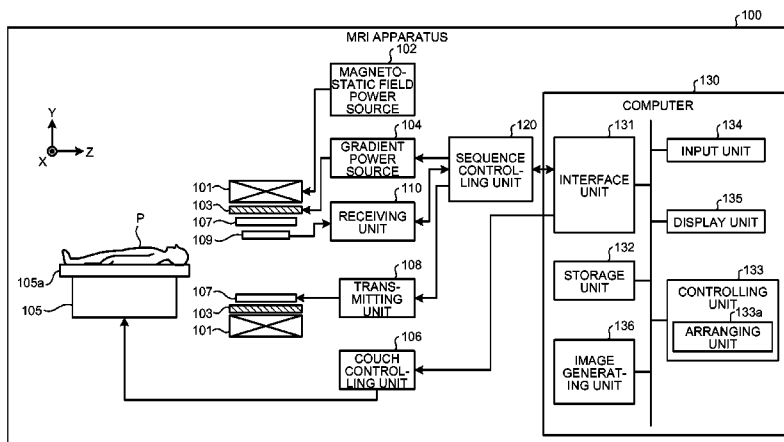 100
MRI APPARATUS
102
MAGNETO-
STATIC FIELD
POWER
SOURCE
130
COMPUTER
Y
X
Z
104
GRADIENT
POWER
SOURCE
120
SEQUENCE
CONTROL-
LING UNIT
131
INTERFACE
UNIT
134
INPUT UNIT
101
103
107
109
110
RECEIVING
UNIT
135
DISPLAY UNIT
P
105a
105
107
103
101
108
TRANS-
MITTING
UNIT
132
STORAGE
UNIT
133
CONTROLLING
UNIT
133a
ARRANGING
UNIT
106
COUCH
CONTROL-
LING UNIT
136
IMAGE
GENERAT-
ING UNIT